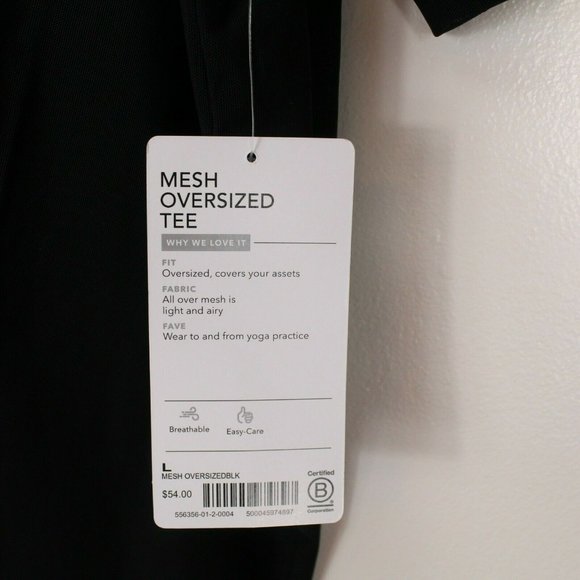 MESH
OVERSIZED
TEE
WHY WE LOVE IT
FIT
Oversized, covers your assets
FABRIC
All over mesh is
light and airy
FAVE
Wear to and from yoga practice
Breathable
Easy-Care
L
MESH OVERSIZEDBLK
$54.00
556356-01-2-0004
500045974697
Certified
B
®
Corporation